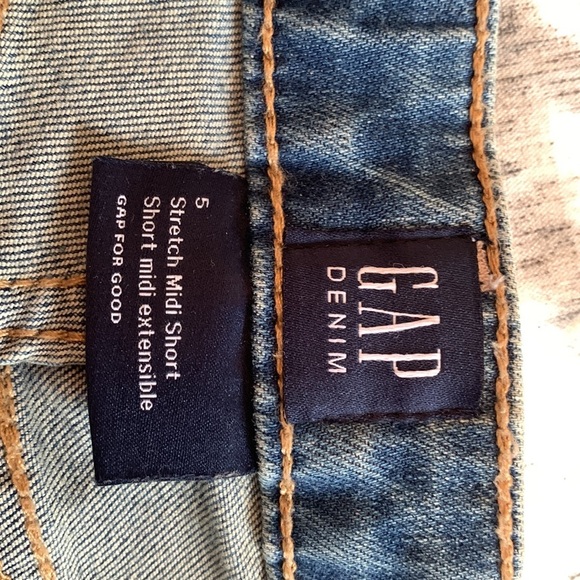 GAP
DENIM
5
Stretch Midi Short
Short midi extensible
GAP FOR GOOD